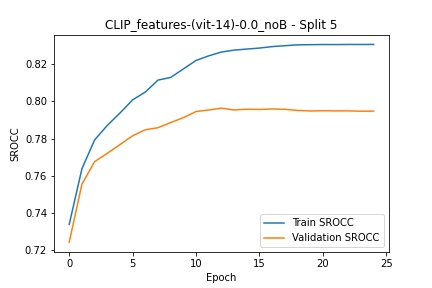 CLIP_features-(vit-14)-0.0_noB - Split 5
SROCC
0.82
0.80
0.78
0.76
0.74
0.72
0 5 10 15 20 25
Epoch
Train SROCC
Validation SROCC